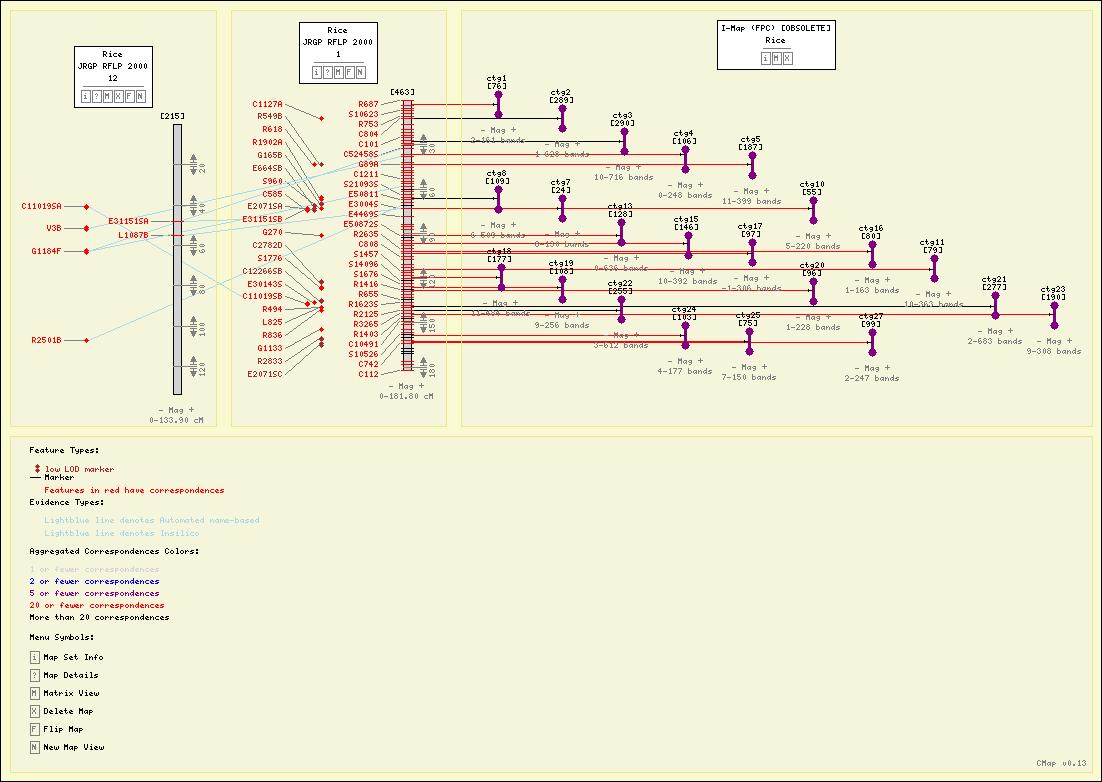 Rice
JRGP RFLP 2000
12
i ? M X F N
[215]
20
40
60
80
100
120
C11019SA
V3B
G1184F
R2501B
E31151SA
L1087B
- Mag +
0-133.90 cM
Rice
JRGP RFLP 2000
1
i ? M F N
[463]
C1127A
R549B
R618
R1902A
G165B
E664SB
S960
C585
E2071SA
E31151SB
G270
C2782D
S1776
C12266SB
E30143S
C11019SB
R494
L825
R836
G1133
R2833
E2071SC
R687
S10623
R753
C804
C101
C52458S
G89A
C1211
S21093S
E50811
E3004S
E4469S
E50872S
R2635
C808
S1457
S14096
S1676
R1416
R655
R1623S
R2125
R3265
R1403
C10491
S10526
C742
C112
30
60
90
120
150
180
- Mag +
0-181.80 cM
I-Map (FPC) [OBSOLETE]
Rice
i M X
ctg1
[76]
- Mag +
2-161 bands
ctg2
[289]
- Mag +
1-628 bands
ctg3
[290]
- Mag +
10-716 bands
ctg4
[106]
- Mag +
0-248 bands
ctg5
[187]
- Mag +
11-399 bands
ctg8
[109]
- Mag +
ctg7
[24]
- Mag +
ctg10
[55]
- Mag +
5-220 bands
ctg13
[128]
- Mag +
0-636 bands
ctg15
[146]
- Mag +
10-392 bands
ctg17
[97]
- Mag +
1-306 bands
ctg16
[80]
- Mag +
1-163 bands
ctg11
[79]
- Mag +
10-363 bands
ctg18
[177]
- Mag +
ctg19
[108]
- Mag +
9-256 bands
ctg20
[96]
- Mag +
1-228 bands
ctg22
[255]
- Mag +
3-612 bands
ctg21
[277]
- Mag +
2-683 bands
ctg23
[190]
- Mag +
9-308 bands
ctg24
[103]
- Mag +
4-177 bands
ctg25
[75]
- Mag +
7-150 bands
ctg27
[99]
- Mag +
2-247 bands
Feature Types:
low LOD marker
Marker
Features in red have correspondences
Evidence Types:
Lightblue line denotes Automated name-based
Lightblue line denotes Insilico
Aggregated Correspondences Colors:
1 or fewer correspondences
2 or fewer correspondences
5 or fewer correspondences
20 or fewer correspondences
More than 20 correspondences
Menu Symbols:
i Map Set Info
? Map Details
M Matrix View
X Delete Map
F Flip Map
N New Map View
CMap v0.13